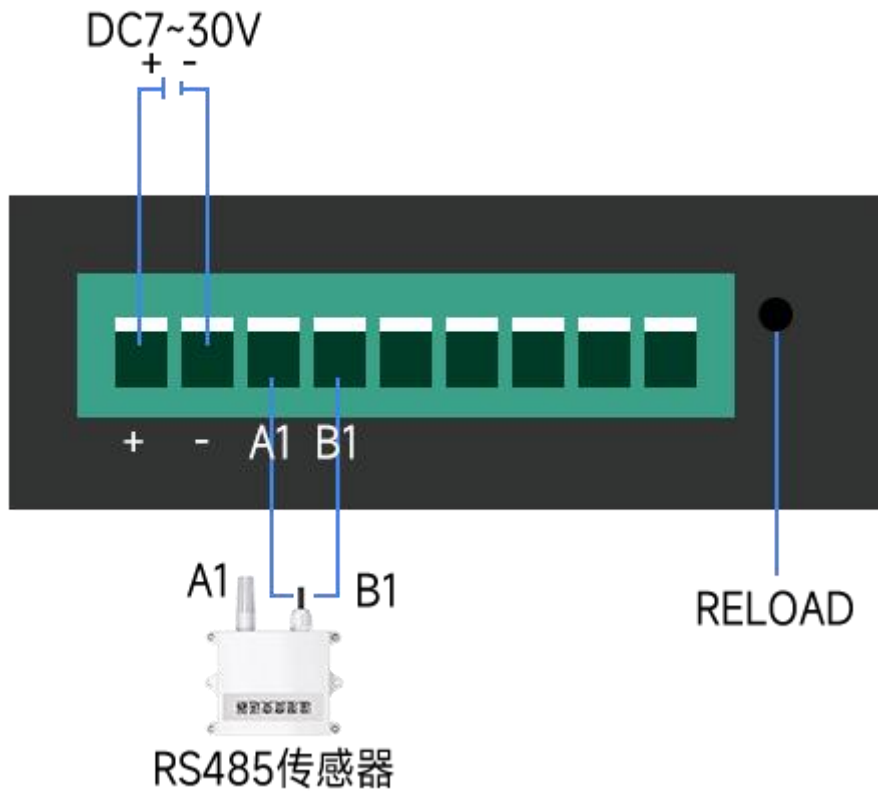 DC7~30V
+ -
+ - A1 B1
A1 B1
RELOAD
RS485传感器